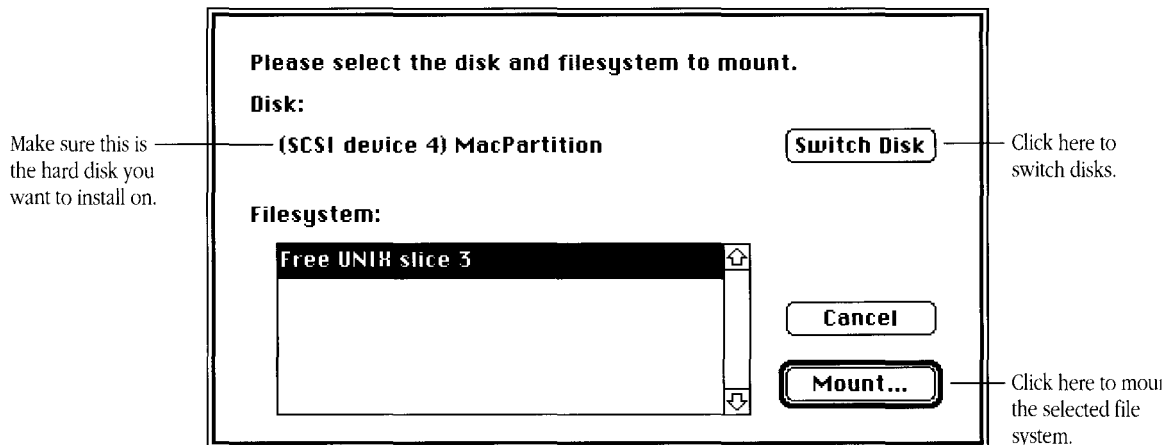 Please select the disk and filesystem to mount.
Disk:
Make sure this is
the hard disk you
want to install on.
(SCSI device 4) MacPartition
Switch Disk
Click here to
switch disks.
Filesystem:
Free UNIX slice 3
Cancel
Mount...
Click here to moun
the selected file
system.